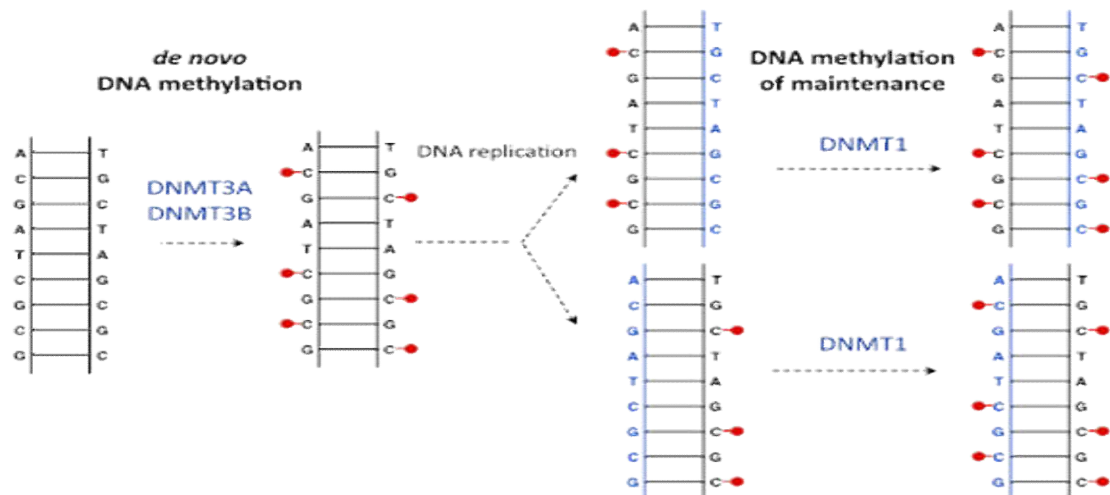 de novo
DNA methylation
A T
C G
G C
A T
T A
C G
G C
C G
G C
DNMT3A
DNMT3B
A T
C G
G C
A T
T A
C G
G C
C G
G C
DNA replication
A T
C G
G C
A T
T A
C G
G C
C G
G C
DNA methylation
of maintenance
DNMT1
A T
C G
G C
A T
T A
C G
G C
C G
G C
A T
C G
G C
A T
T A
C G
G C
C G
G C
DNMT1
A T
C G
G C
A T
T A
C G
G C
C G
G C